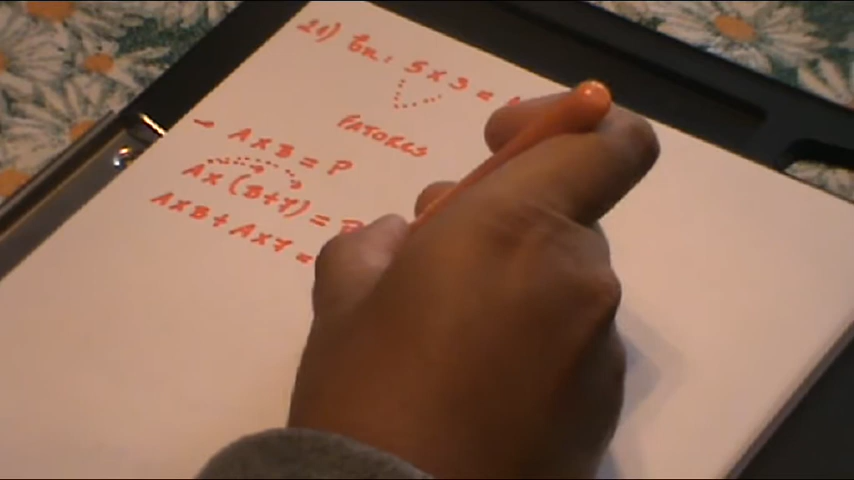 21) Ex: 5x3=
FATORES
→ AxB = P
Ax(B+7) =
AxB + Ax7 =